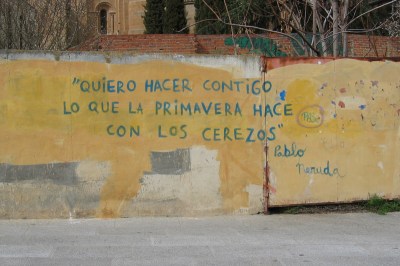 "QUIERO HACER CONTIGO
LO QUE LA PRIMAVERA HACE
CON LOS CEREZOS"
Pablo
Neruda